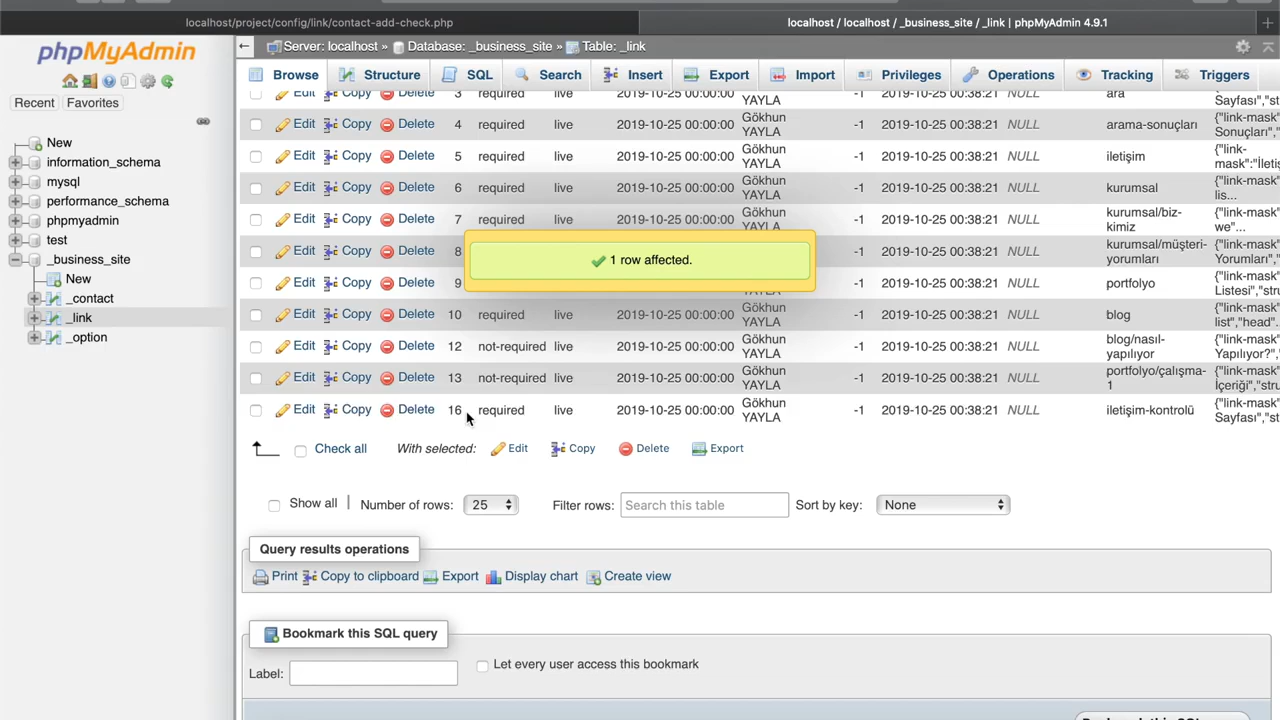 localhost/project/config/link/contact-add-check.php
localhost / localhost / _business_site / _link | phpMyAdmin 4.9.1
phpMyAdmin
Recent Favorites
New
information_schema
mysql
performance_schema
phpmyadmin
test
_business_site
New
_contact
_link
_option
Server: localhost » Database: _business_site » Table: _link
Browse Structure SQL Search Insert Export Import Privileges Operations Tracking Triggers
Edit Copy Delete 3 required live 2019-10-25 00:00:00 Gökhun YAYLA -1 2019-10-25 00:38:21 NULL ara Sayfası","st
Edit Copy Delete 4 required live 2019-10-25 00:00:00 Gökhun YAYLA -1 2019-10-25 00:38:21 NULL arama-sonuçları {"link-mask" Sonuçları","
Edit Copy Delete 5 required live 2019-10-25 00:00:00 Gökhun YAYLA -1 2019-10-25 00:38:21 NULL iletişim {"link- mask":"İletiş
Edit Copy Delete 6 required live 2019-10-25 00:00:00 Gökhun YAYLA -1 2019-10-25 00:38:21 NULL kurumsal {"link-mask" lis...
Edit Copy Delete 7 required live 2019-10-25 00:00:00 Gökhun YAYLA -1 2019-10-25 00:38:21 NULL kurumsal/biz-kimiz {"link-mask" we"...
Edit Copy Delete 8 -1 2019-10-25 00:38:21 NULL kurumsal/müşteri-yorumları {"link-mask" Yorumları","
Edit Copy Delete 9 -1 2019-10-25 00:38:21 NULL portfolyo {"link-mask" Listesi","stru
Edit Copy Delete 10 required live 2019-10-25 00:00:00 Gökhun YAYLA -1 2019-10-25 00:38:21 NULL blog {"link-mask" list","head".
Edit Copy Delete 12 not-required live 2019-10-25 00:00:00 Gökhun YAYLA -1 2019-10-25 00:38:21 NULL blog/nasıl-yapılıyor {"link-mask" Yapılıyor?","
Edit Copy Delete 13 not-required live 2019-10-25 00:00:00 Gökhun YAYLA -1 2019-10-25 00:38:21 NULL portfolyo/çalışma-1 {"link-mask" İçeriği","stru
Edit Copy Delete 16 required live 2019-10-25 00:00:00 Gökhun YAYLA -1 2019-10-25 00:38:21 NULL iletişim-kontrolü {"link-mask" Sayfası","st
1 row affected.
Check all With selected: Edit Copy Delete Export
Show all | Number of rows: 25 Filter rows: Search this table Sort by key: None
Query results operations
Print Copy to clipboard Export Display chart Create view
Bookmark this SQL query
Label: Let every user access this bookmark